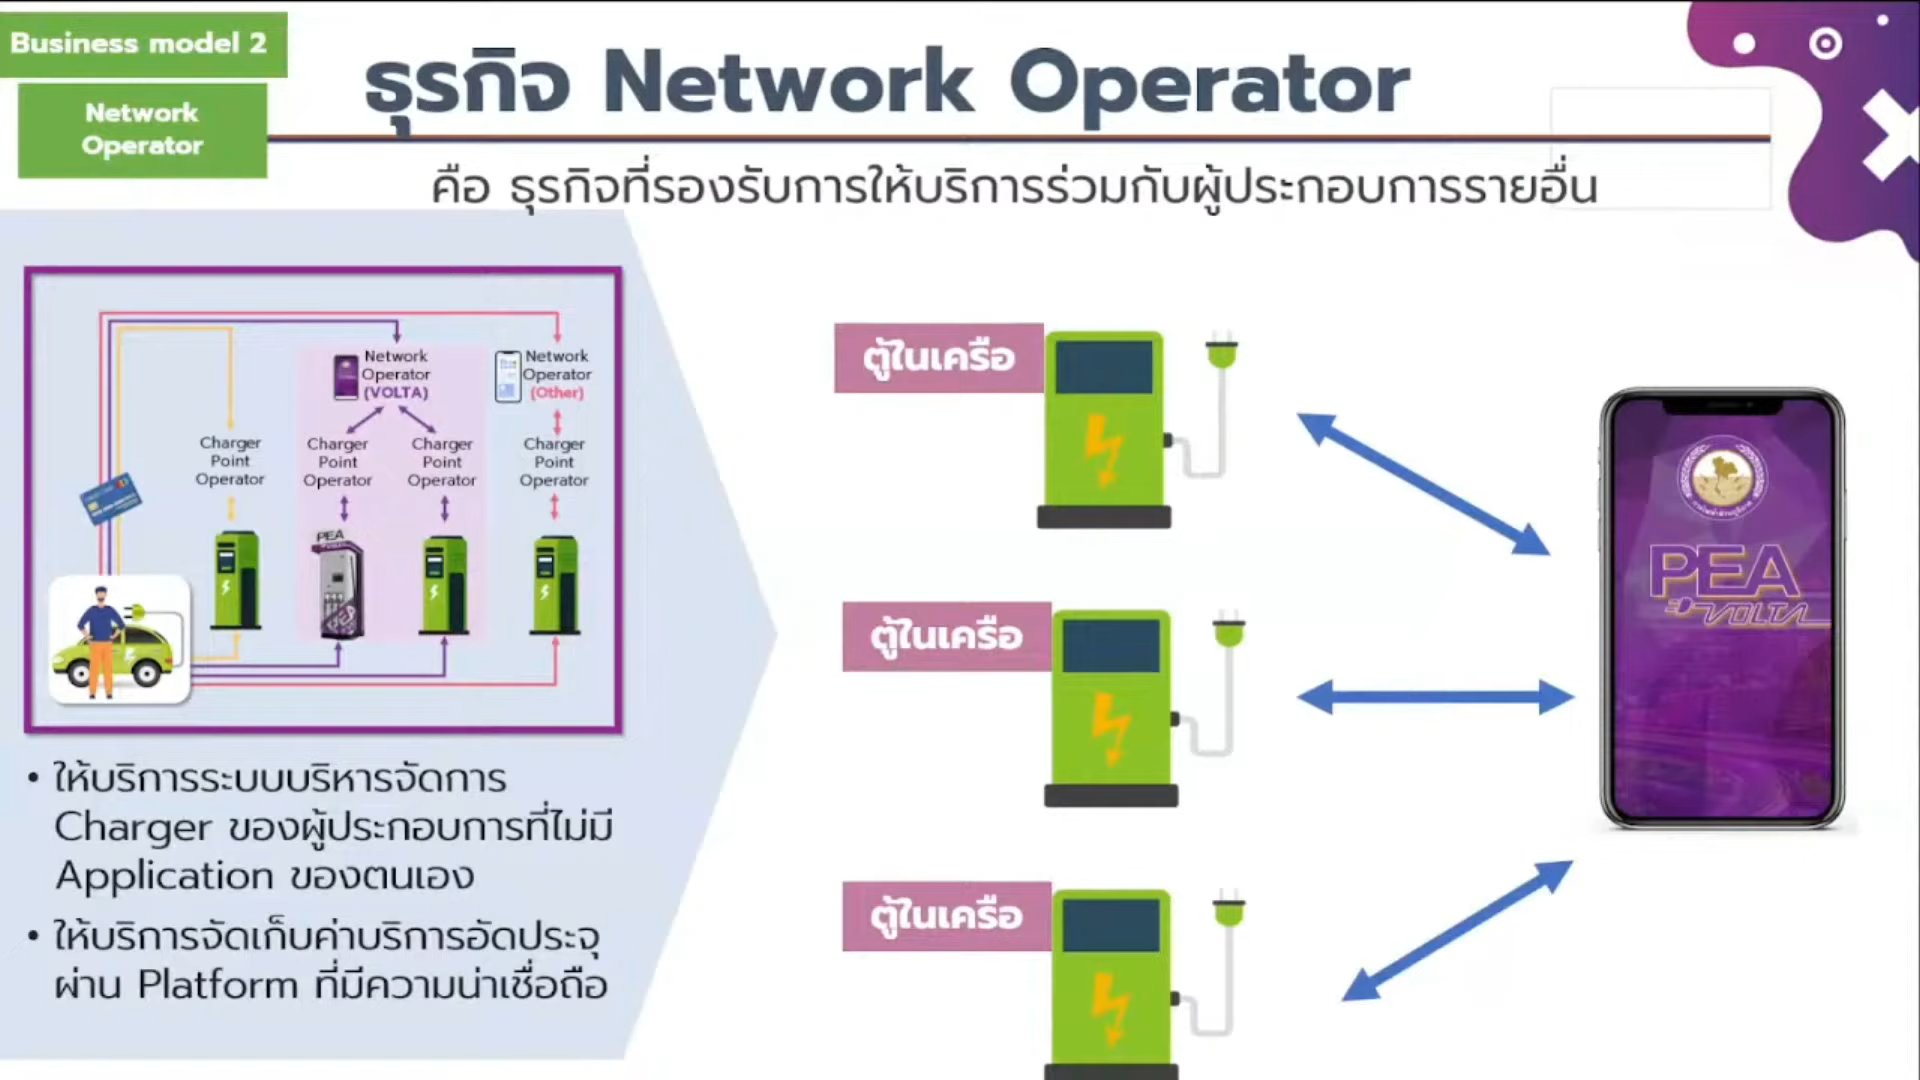 Business model 2
Network
Operator
ธุรกิจ Network Operator
คือ ธุรกิจที่รองรับการให้บริการร่วมกับผู้ประกอบการรายอื่น
Network
Operator
(VOLTA)
Network
Operator
(Other)
Charger
Point
Operator
Charger
Point
Operator
Charger
Point
Operator
Charger
Point
Operator
PEA
• ให้บริการระบบบริหารจัดการ
Charger ของผู้ประกอบการที่ไม่มี
Application ของตนเอง
• ให้บริการจัดเก็บค่าบริการอัดประจุ
ผ่าน Platform ที่มีความน่าเชื่อถือ
ตู้ในเครือ
ตู้ในเครือ
ตู้ในเครือ
PEA
VOLTA